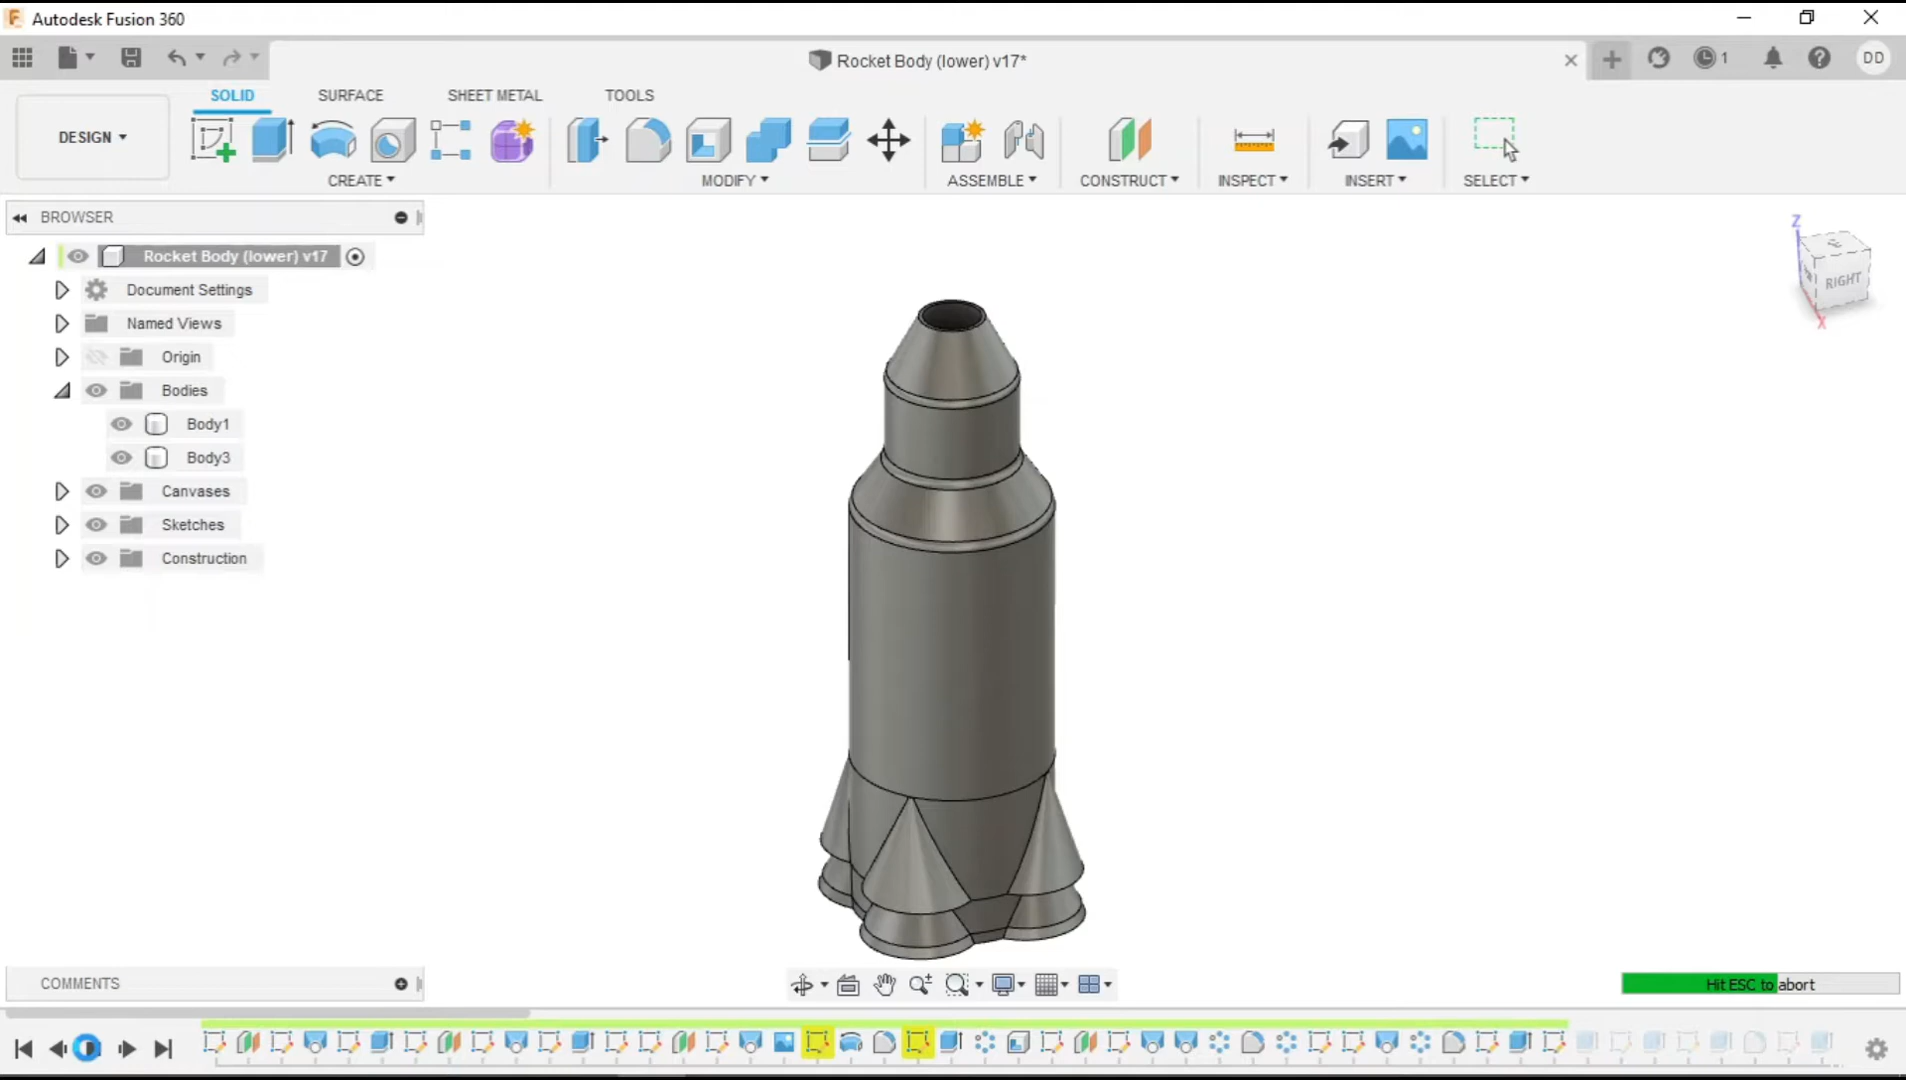 Autodesk Fusion 360
Rocket Body (lower) v17*
1
DD
SOLID
SURFACE
SHEET METAL
TOOLS
DESIGN
CREATE
MODIFY
ASSEMBLE
CONSTRUCT
INSPECT
INSERT
SELECT
BROWSER
Rocket Body (lower) v17
Document Settings
Named Views
Origin
Bodies
Body1
Body3
Canvases
Sketches
Construction
Z
RIGHT
X
COMMENTS
Hit ESC to abort